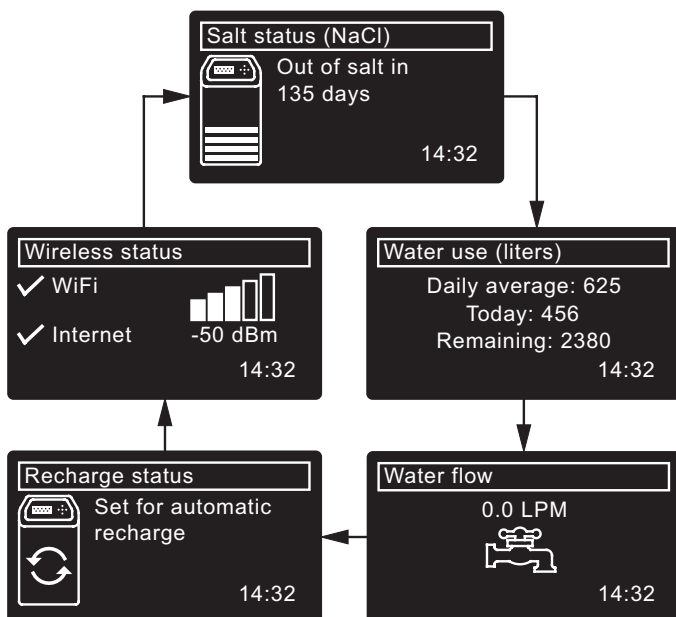 Salt status (NaCl)
Out of salt in
135 days
14:32
Wireless status
WiFi
Internet
-50 dBm
14:32
Water use (liters)
Daily average: 625
Today: 456
Remaining: 2380
14:32
Recharge status
Set for automatic
recharge
14:32
Water flow
0.0 LPM
14:32